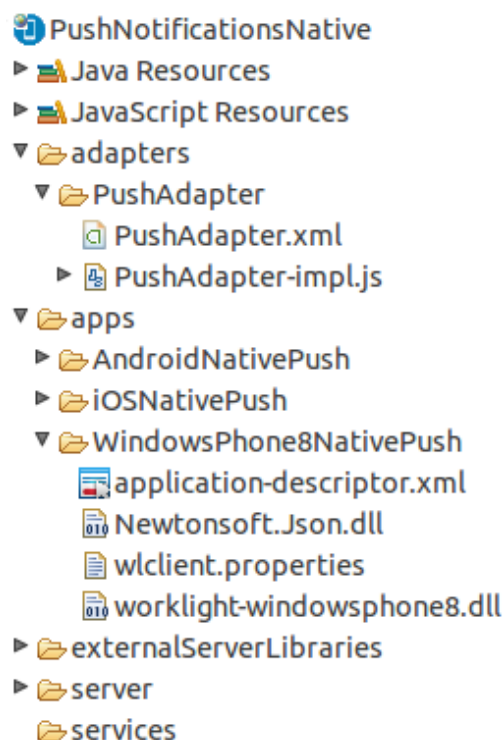 PushNotificationsNative
Java Resources
JavaScript Resources
adapters
PushAdapter
PushAdapter.xml
PushAdapter-impl.js
apps
AndroidNativePush
iOSNativePush
WindowsPhone8NativePush
application-descriptor.xml
Newtonsoft.Json.dll
wlclient.properties
worklight-windowsphone8.dll
externalServerLibraries
server
services